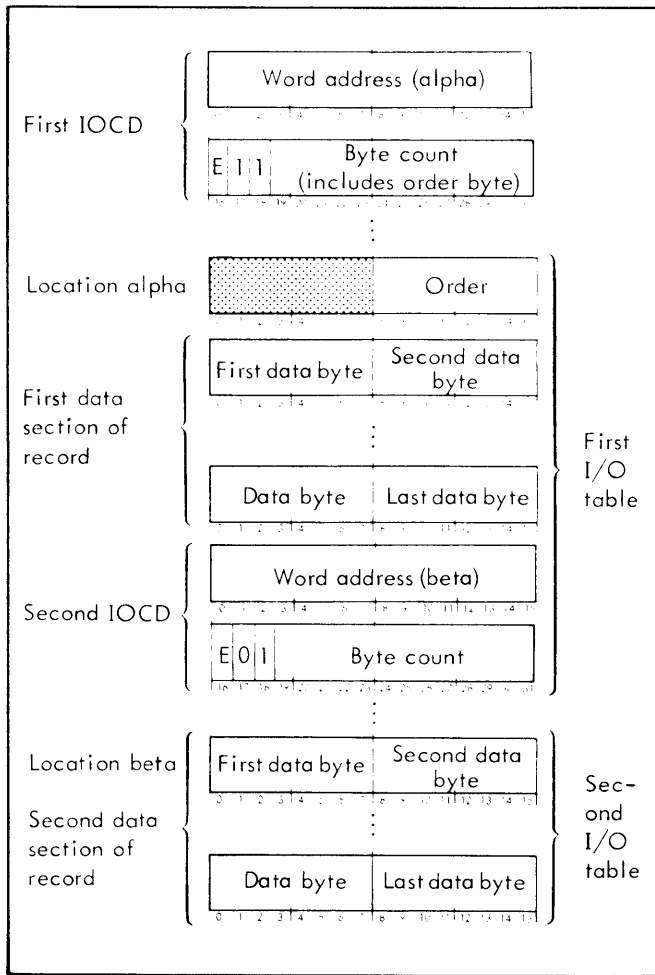 Word address (alpha)
First IOCD
E 1 1
Byte count
(includes order byte)
Location alpha
Order
First data byte
Second data
byte
First data
section of
record
First
I/O
table
Data byte
Last data byte
Word address (beta)
Second IOCD
E 0 1
Byte count
Location beta
First data byte
Second data
byte
Second data
section of
record
Sec-
ond
I/O
table
Data byte
Last data byte